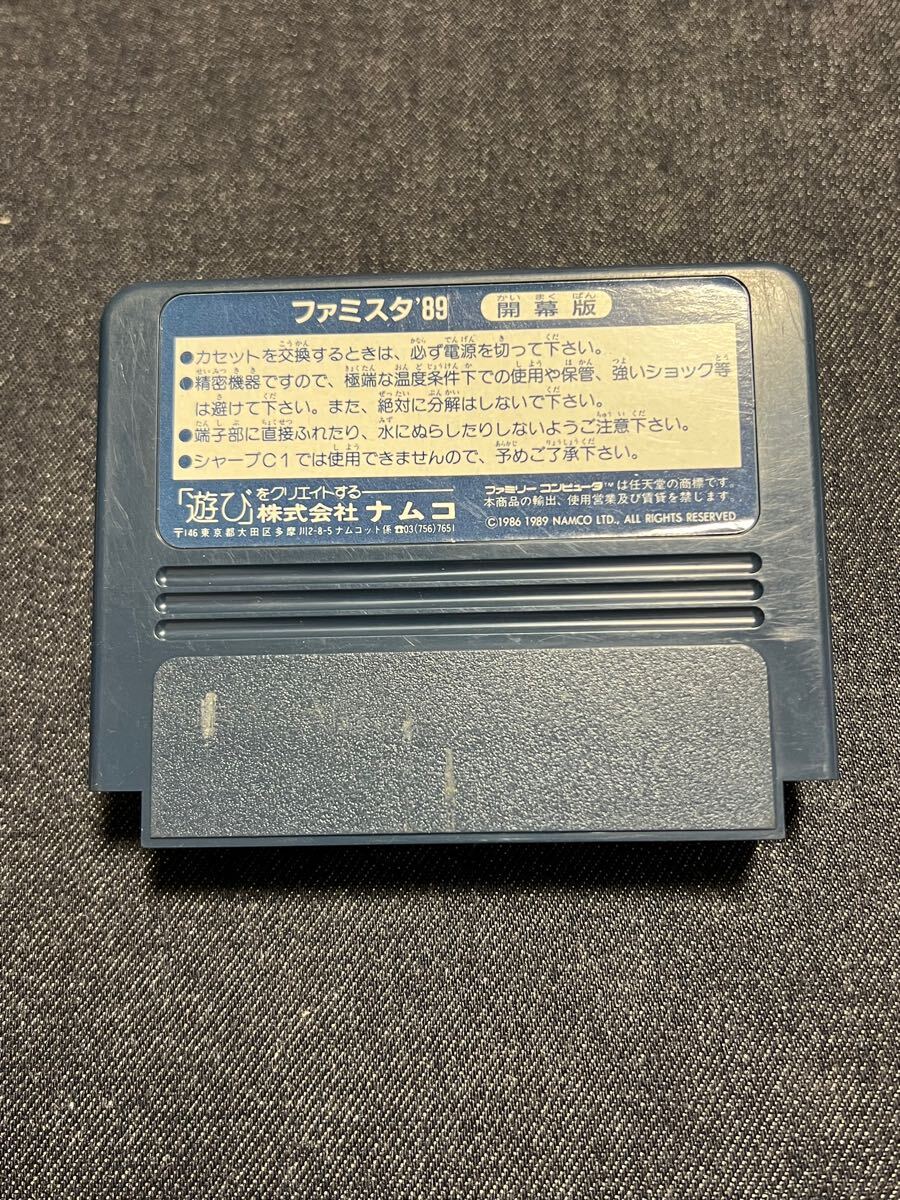 ファミスタ'89 開幕版
かいまくばん
●カセットを交換するときは、必ず電源を切って下さい。
●精密機器ですので、極端な温度条件下での使用や保管、強いショック等
は避けて下さい。また、絶対に分解はしないで下さい。
●端子部に直接ふれたり、水にぬらしたりしないようご注意下さい。
●シャープC1では使用できませんので、予めご了承下さい。
「遊び」をクリエイトする
株式会社 ナムコ
〒146 東京都大田区多摩川2-8-5 ナムコット係 ☎03(756)7651
ファミリーコンピュータ™は任天堂の商標です。
本商品の輸出、使用営業及び賃貸を禁じます。
©1986 1989 NAMCO LTD., ALL RIGHTS RESERVED